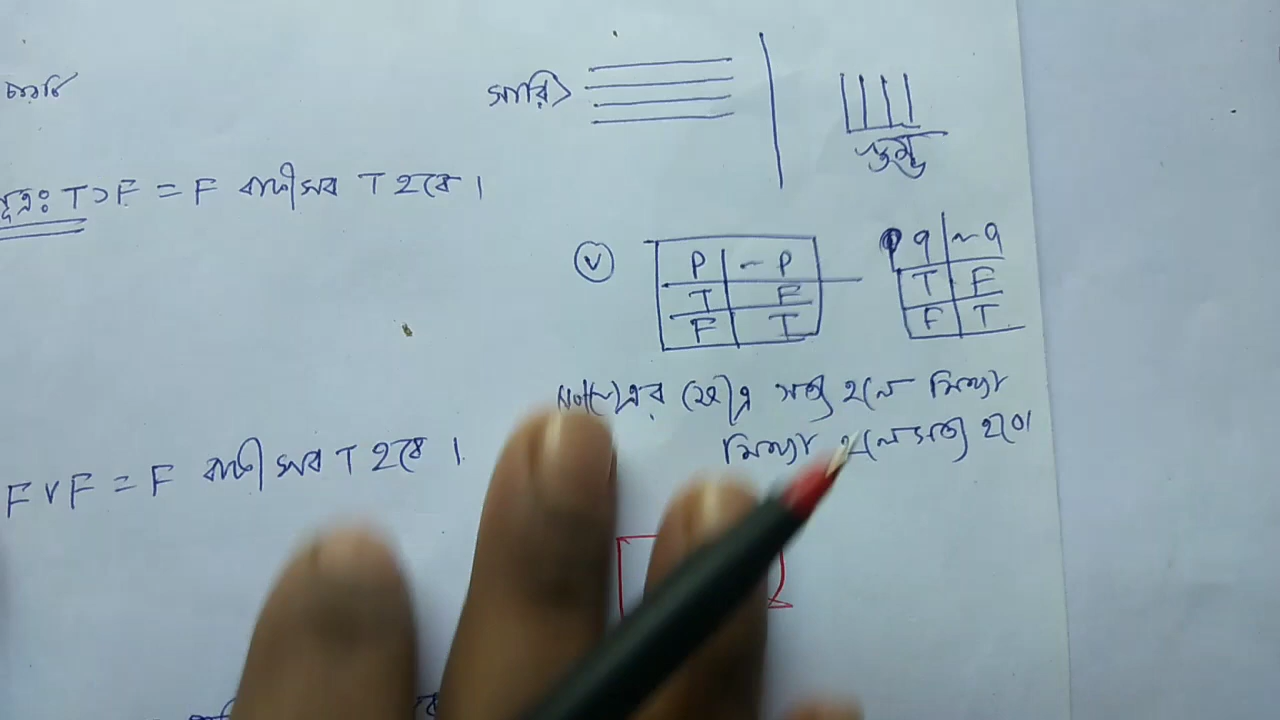 সারি>
স্তম্ভ
সূত্রঃ T⊃F = F বাকী সব T হবে।
(v)
P | ~ P
T | F
F | T
q | ~ q
T | F
F | T
Not(~) এর ক্ষেত্রে সত্য হলে মিথ্যা
মিথ্যা হলে সত্য হবে।
F v F = F বাকী সব T হবে।